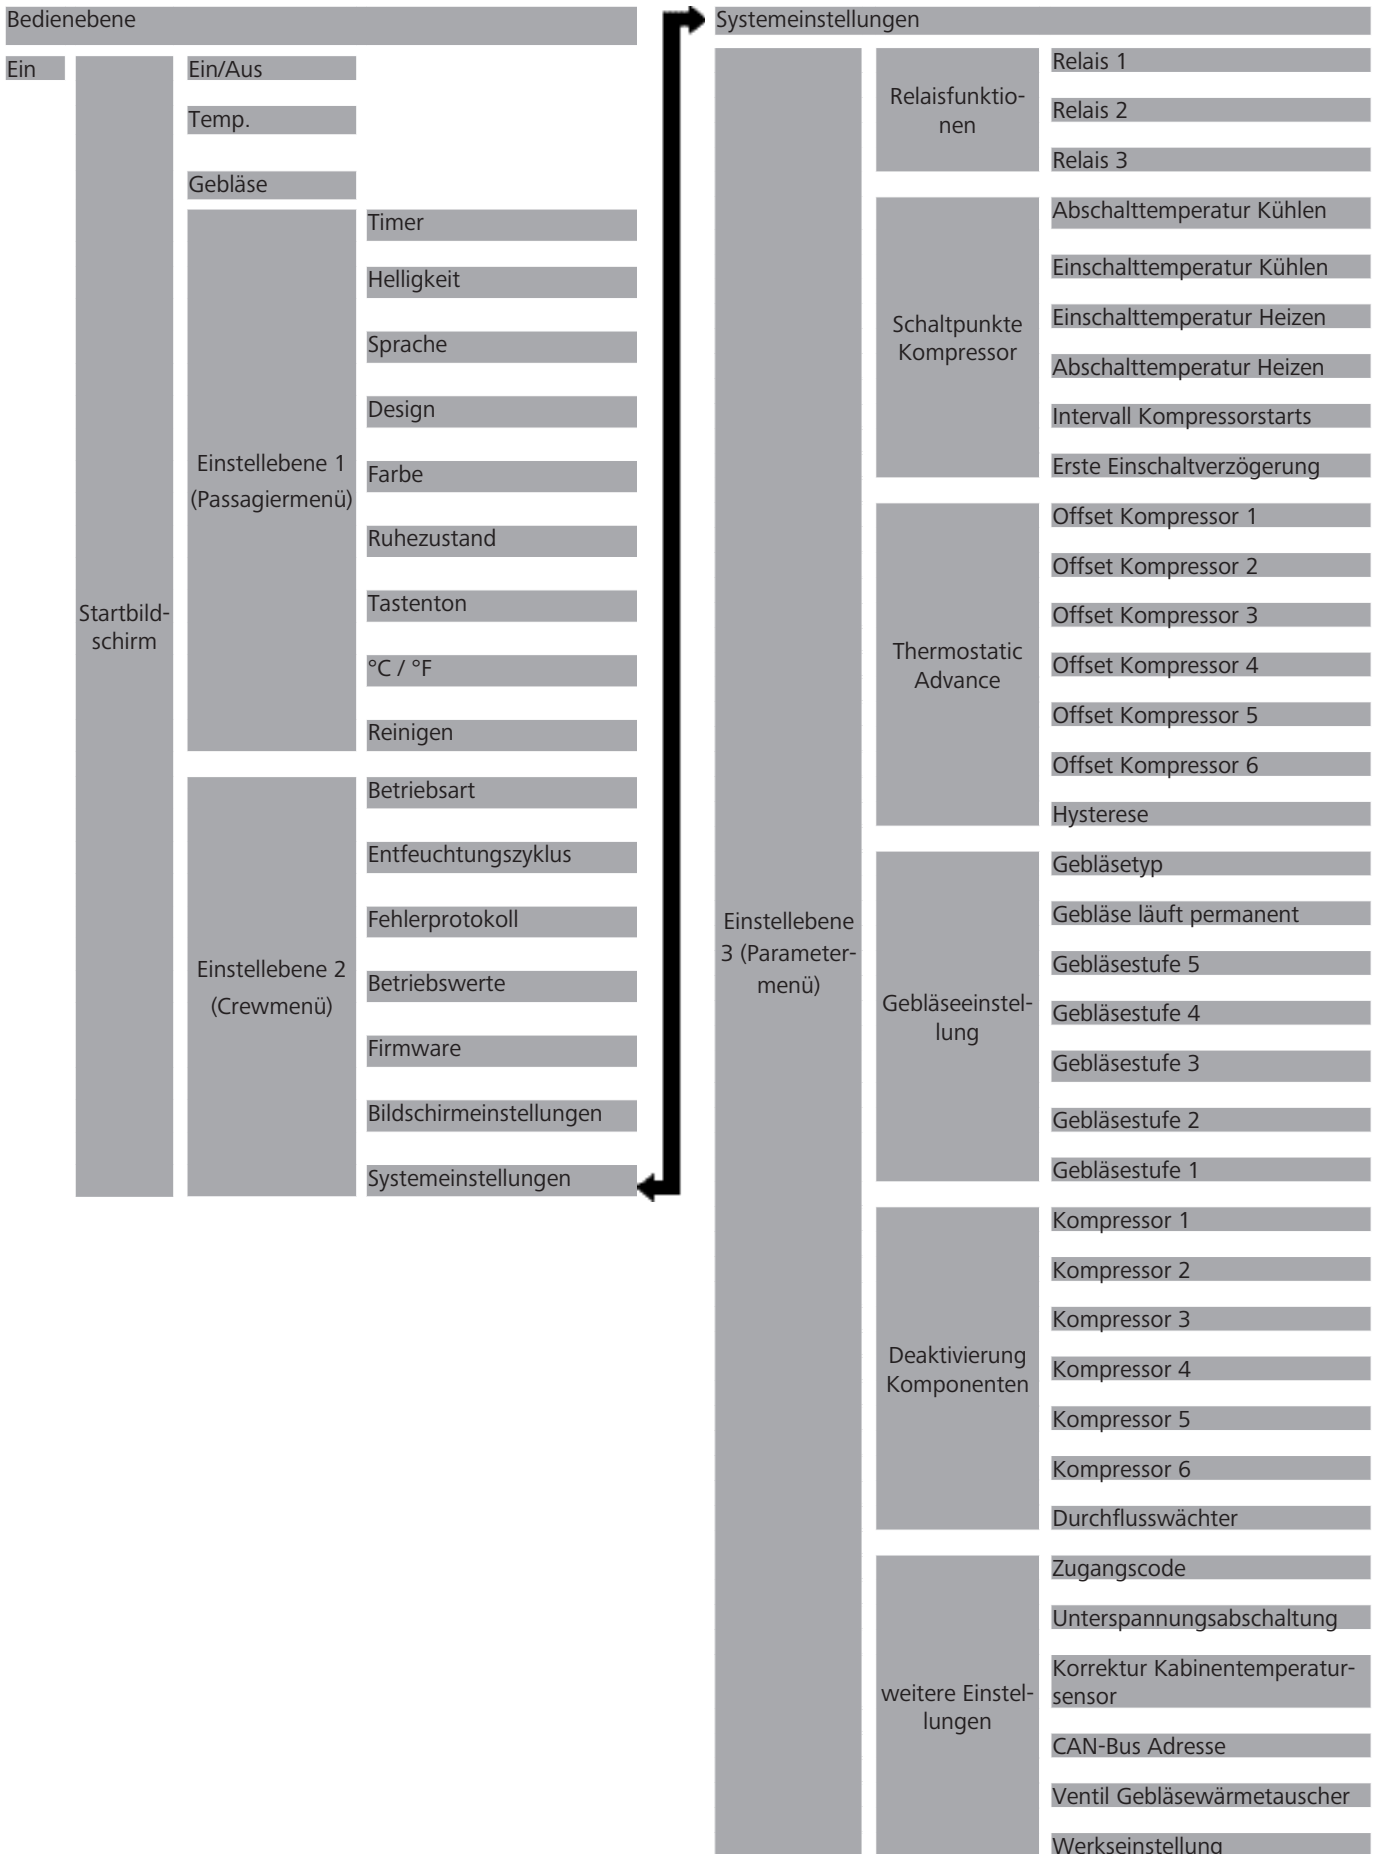 Bedienebene
Ein
Startbild-
schirm
Ein/Aus
Temp.
Gebläse
Einstellebene 1
(Passagiermenü)
Timer
Helligkeit
Sprache
Design
Farbe
Ruhezustand
Tastenton
°C / °F
Reinigen
Einstellebene 2
(Crewmenü)
Betriebsart
Entfeuchtungszyklus
Fehlerprotokoll
Betriebswerte
Firmware
Bildschirmeinstellungen
Systemeinstellungen
Systemeinstellungen
Einstellebene
3 (Parameter-
menü)
Relaisfunktio-
nen
Relais 1
Relais 2
Relais 3
Schaltpunkte
Kompressor
Abschalttemperatur Kühlen
Einschalttemperatur Kühlen
Einschalttemperatur Heizen
Abschalttemperatur Heizen
Intervall Kompressorstarts
Erste Einschaltverzögerung
Thermostatic
Advance
Offset Kompressor 1
Offset Kompressor 2
Offset Kompressor 3
Offset Kompressor 4
Offset Kompressor 5
Offset Kompressor 6
Hysterese
Gebläseeinstel-
lung
Gebläsetyp
Gebläse läuft permanent
Gebläsestufe 5
Gebläsestufe 4
Gebläsestufe 3
Gebläsestufe 2
Gebläsestufe 1
Deaktivierung
Komponenten
Kompressor 1
Kompressor 2
Kompressor 3
Kompressor 4
Kompressor 5
Kompressor 6
Durchflusswächter
weitere Einstel-
lungen
Zugangscode
Unterspannungsabschaltung
Korrektur Kabinentemperatur-
sensor
CAN-Bus Adresse
Ventil Gebläsewärmetauscher
Werkseinstellung